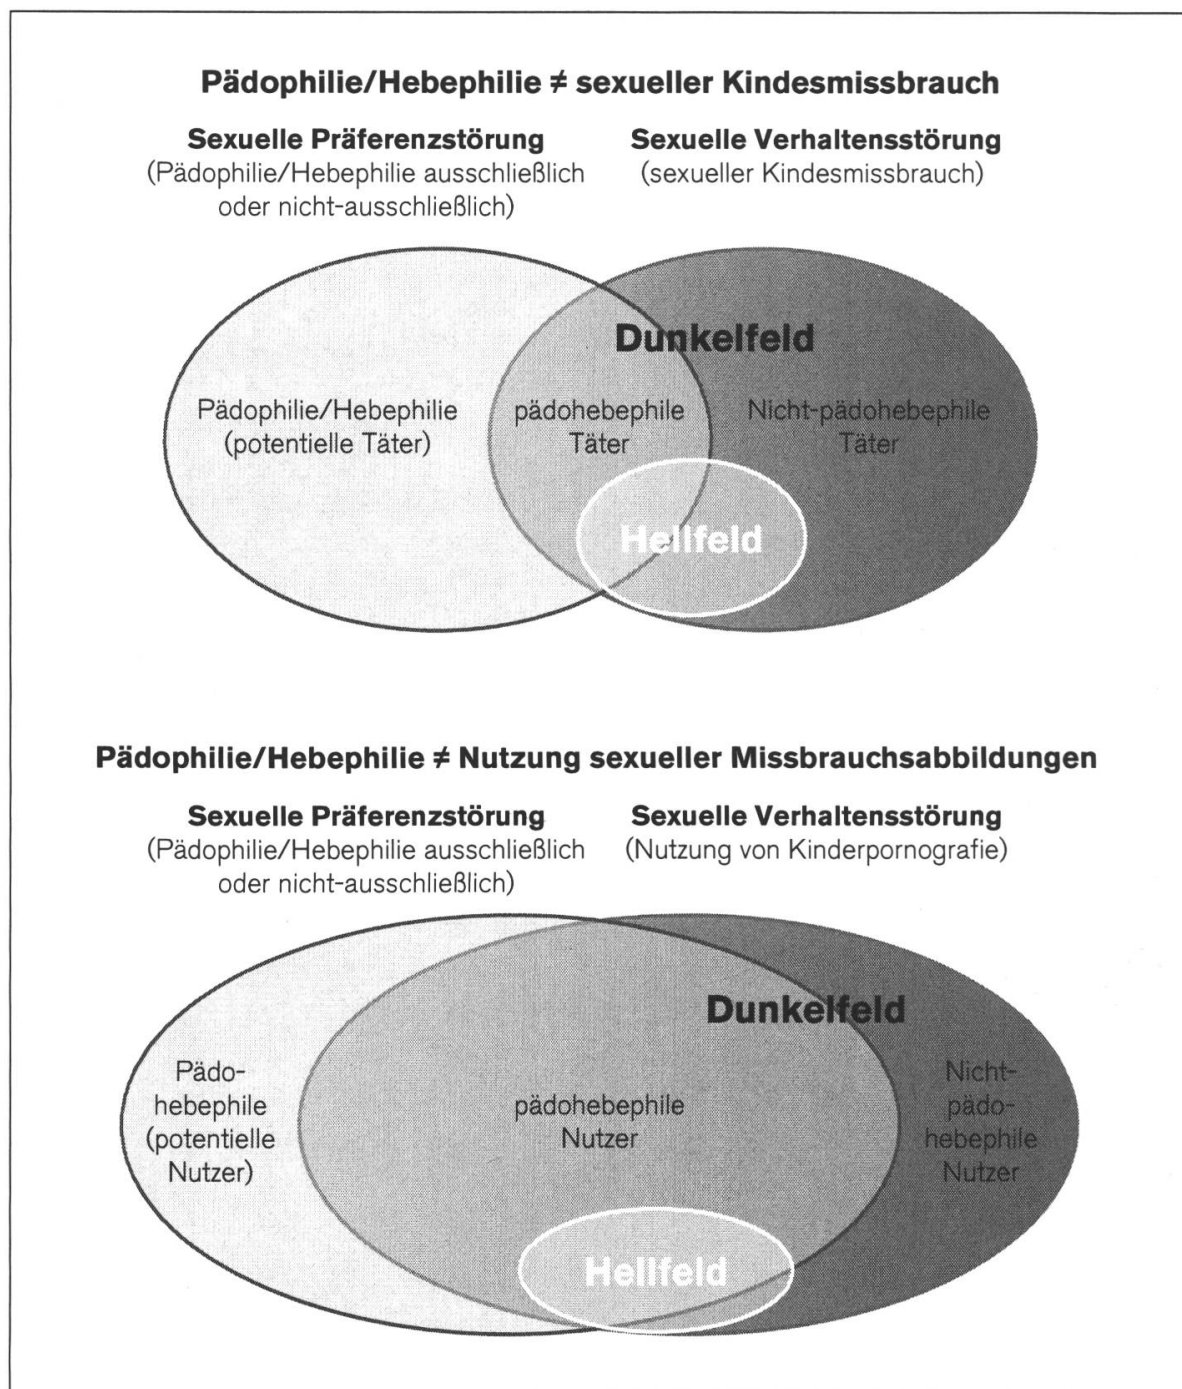 Pädophilie/Hebephilie ≠ sexueller Kindesmissbrauch
Sexuelle Präferenzstörung
(Pädophilie/Hebephilie ausschließlich
oder nicht-ausschließlich)
Sexuelle Verhaltensstörung
(sexueller Kindesmissbrauch)
Dunkelfeld
Pädophilie/Hebephilie
(potentielle Täter)
pädohebephile
Täter
Nicht-pädohebephile
Täter
Hellfeld
Pädophilie/Hebephilie ≠ Nutzung sexueller Missbrauchsabbildungen
Sexuelle Präferenzstörung
(Pädophilie/Hebephilie ausschließlich
oder nicht-ausschließlich)
Sexuelle Verhaltensstörung
(Nutzung von Kinderpornografie)
Dunkelfeld
Pädo-
hebephile
(potentielle
Nutzer)
pädohebephile
Nutzer
Nicht-
pädo-
hebephile
Nutzer
Hellfeld